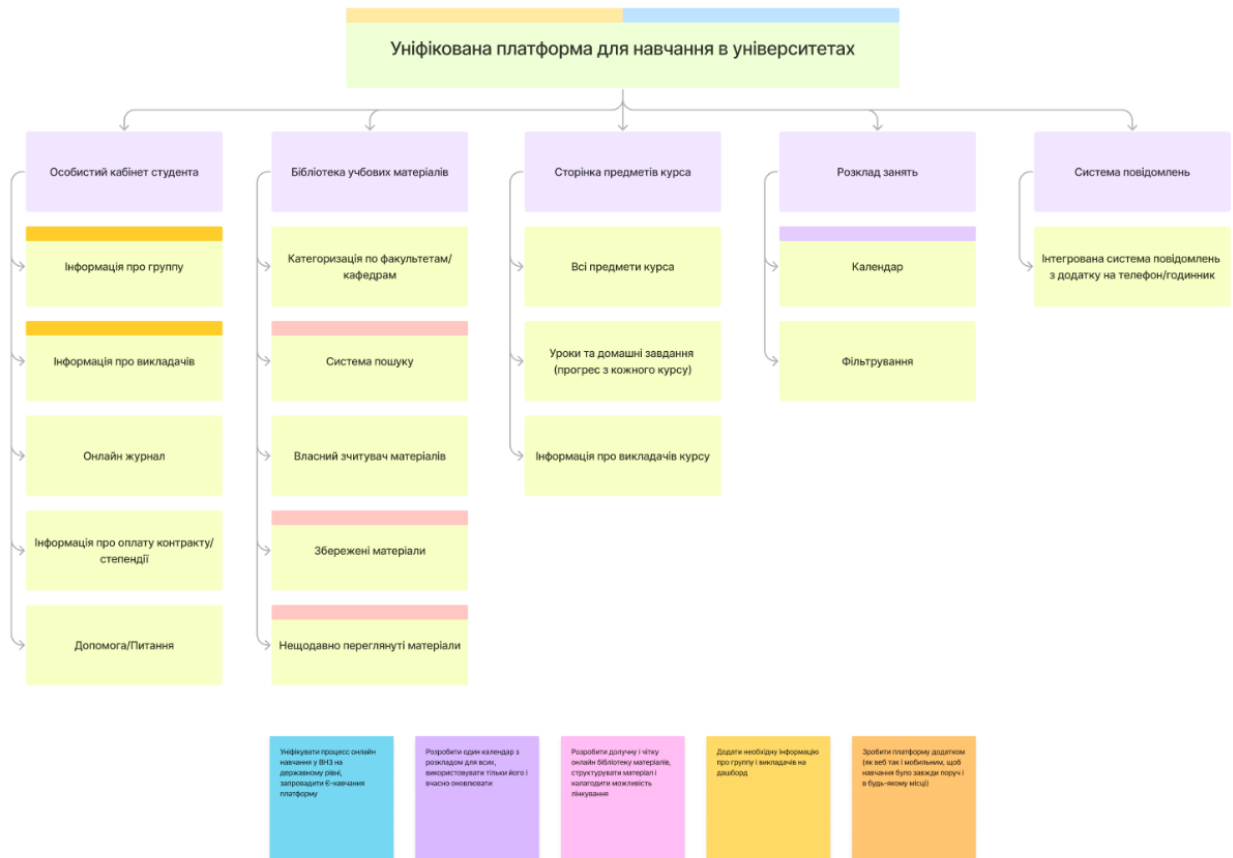 Уніфікована платформа для навчання в університетах
Особистий кабінет студента
Бібліотека учбових матеріалів
Сторінка предметів курса
Розклад занять
Система повідомлень
Інформація про группу
Категоризація по факультетам/
кафедрам
Всі предмети курса
Календар
Інтегрована система повідомлень
з додатку на телефон/годинник
Інформація про викладачів
Система пошуку
Уроки та домашні завдання
(прогрес з кожного курсу)
Фільтрування
Онлайн журнал
Власний зчитувач матеріалів
Інформація про викладачів курсу
Інформація про оплату контракту/
степендії
Збережені матеріали
Допомога/Питання
Нещодавно переглянуті матеріали
Уніфікувати процесс онлайн
навчання у ВНЗ на
державному рівні,
запровадити Є-навчання
платформу
Розробити один календар з
розкладом для всіх,
використовувати тільки його і
вчасно оновлювати
Розробити долучну і чітку
онлайн бібліотеку матеріалів,
структурувати матеріал і
налагодити можливість
лінкування
Додати необхідну інформацію
про группу і викладачів на
дашборд
Зробити платформу додатком
(як веб так і мобильним, щоб
навчання було завжди поруч і
в будь-якому місці)